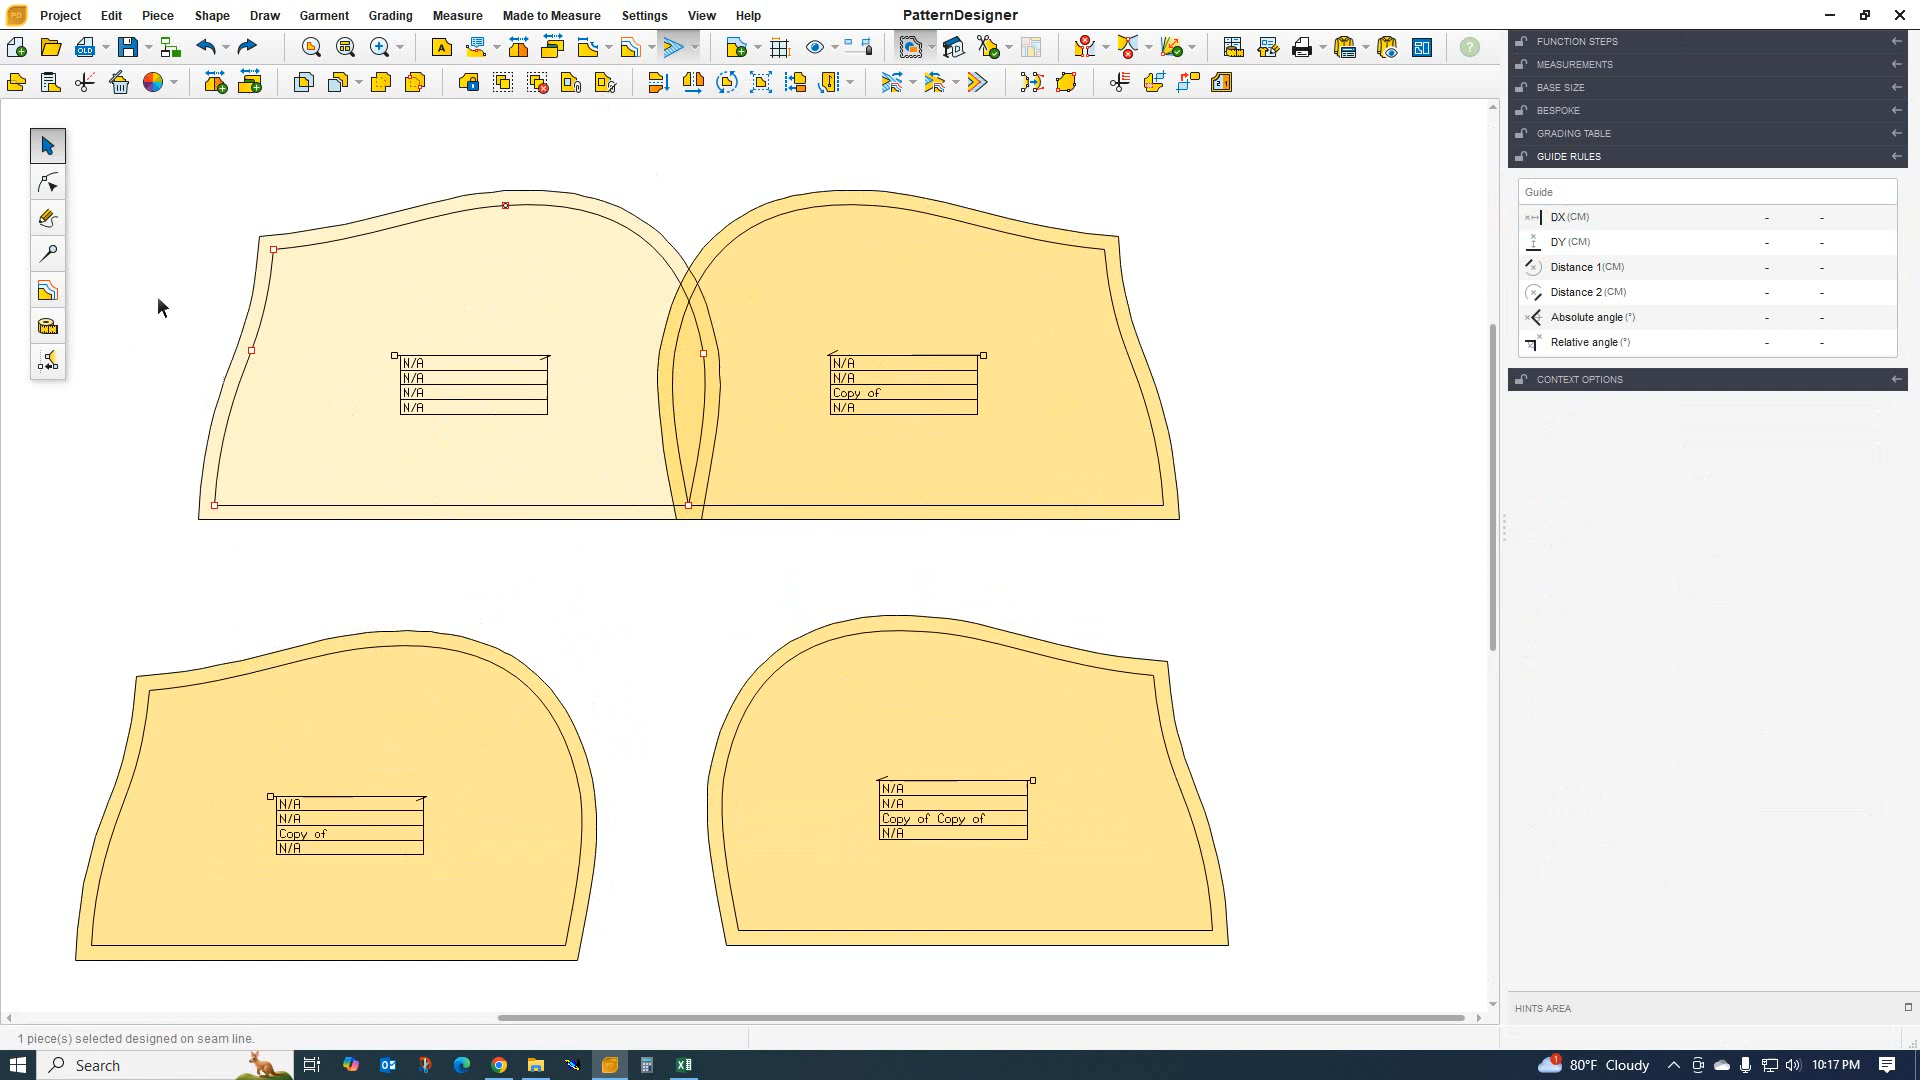 PD
Project Edit Piece Shape Draw Garment Grading Measure Made to Measure Settings View Help
PatternDesigner
OLD
A
FUNCTION STEPS
MEASUREMENTS
BASE SIZE
BESPOKE
GRADING TABLE
GUIDE RULES
Guide
DX (CM) - -
DY (CM) - -
Distance 1(CM) - -
Distance 2 (CM) - -
Absolute angle (°) - -
Relative angle (°) - -
CONTEXT OPTIONS
N/A
N/A
N/A
N/A
N/A
N/A
Copy of
N/A
N/A
N/A
Copy of
N/A
N/A
N/A
Copy of Copy of
N/A
HINTS AREA
1 piece(s) selected designed on seam line.
Search
1
80°F Cloudy
10:17 PM